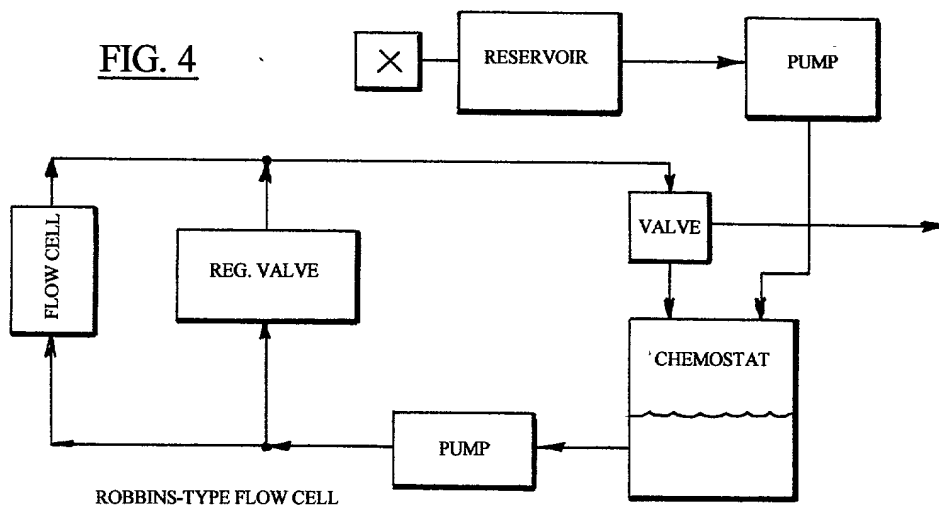 FIG. 4
X
RESERVOIR
PUMP
FLOW CELL
REG. VALVE
VALVE
CHEMOSTAT
PUMP
ROBBINS-TYPE FLOW CELL